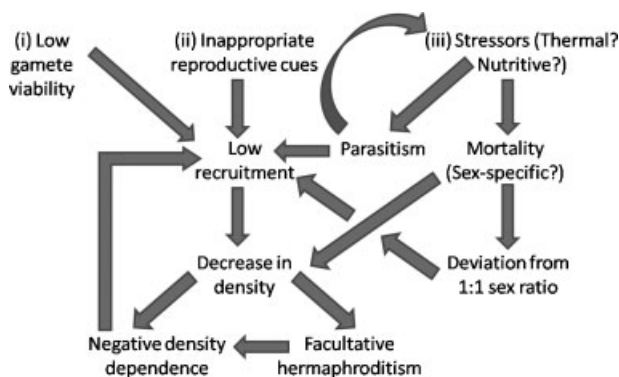 (i) Low
gamete
viability
(ii) Inappropriate
reproductive cues
(iii) Stressors (Thermal?
Nutritive?)
Low
recruitment
Parasitism
Mortality
(Sex-specific?)
Decrease in
density
Deviation from
1:1 sex ratio
Negative density
dependence
Facultative
hermaphroditism